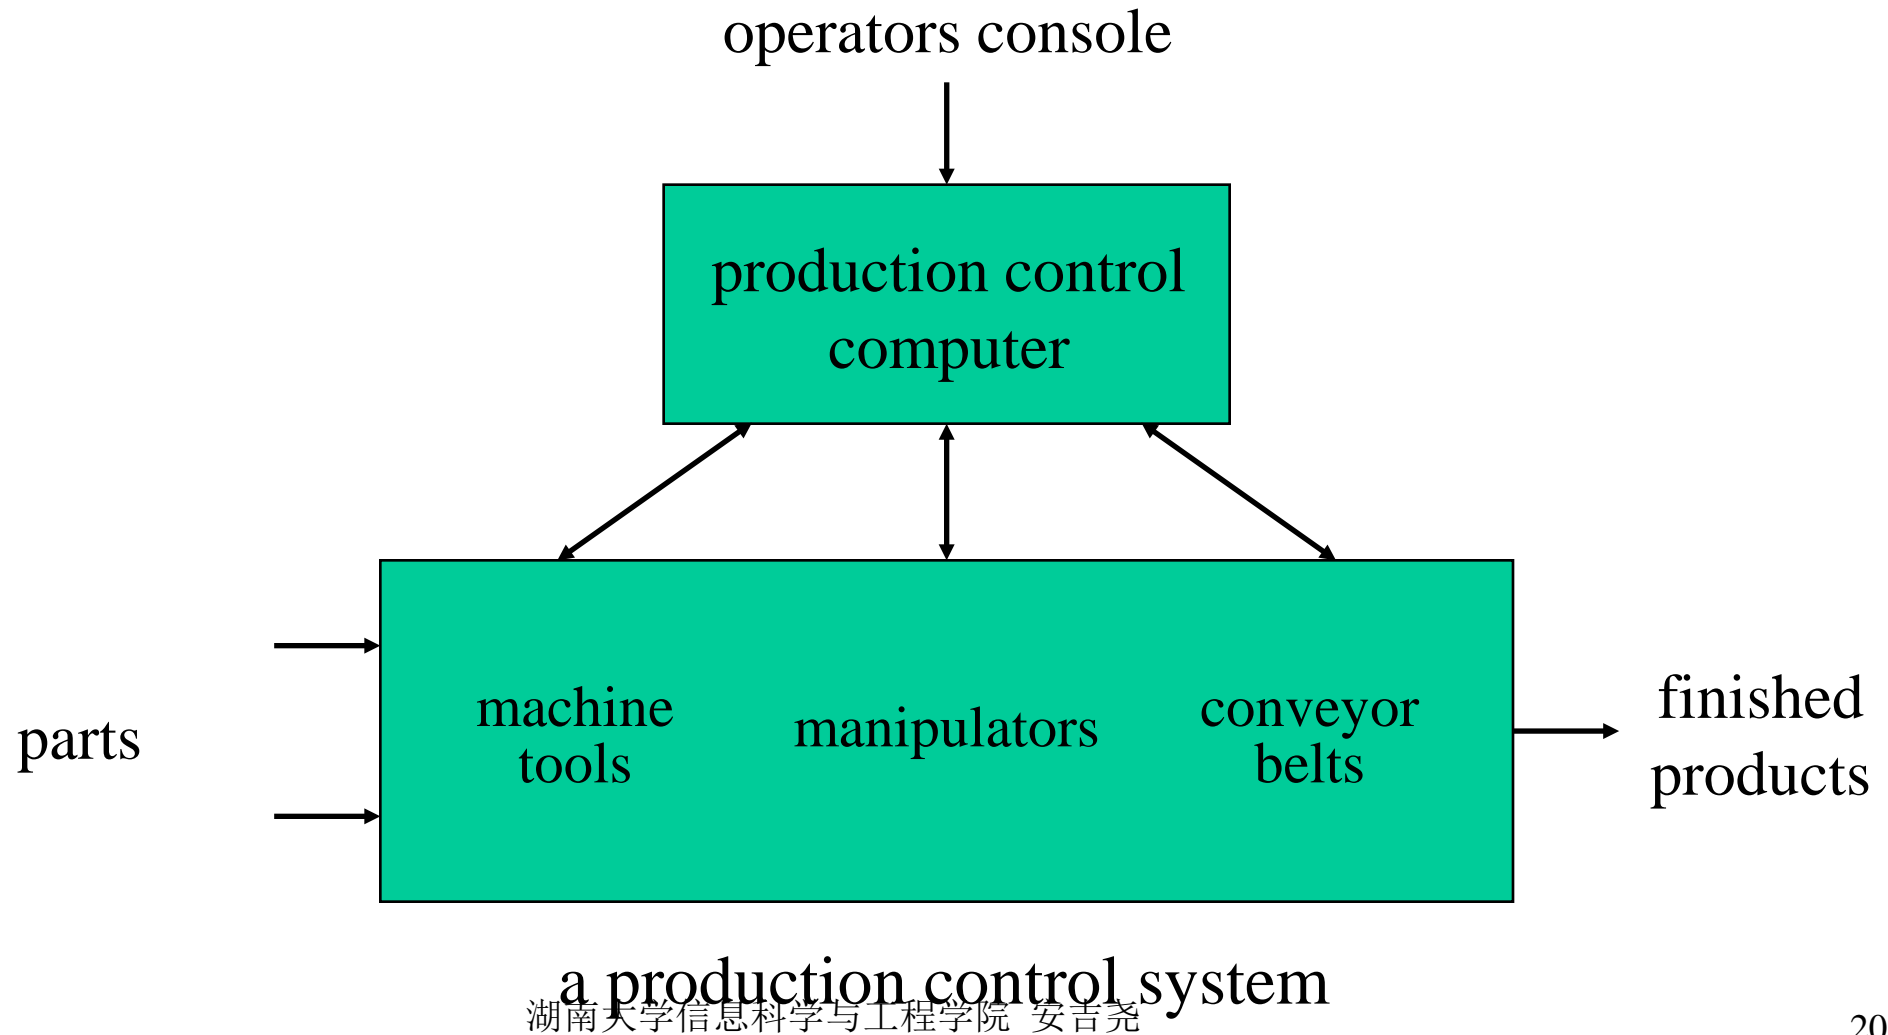 operators console
production control
computer
parts
machine
tools
manipulators
conveyor
belts
finished
products
a production control system
湖南大学信息科学与工程学院 安吉尧
20